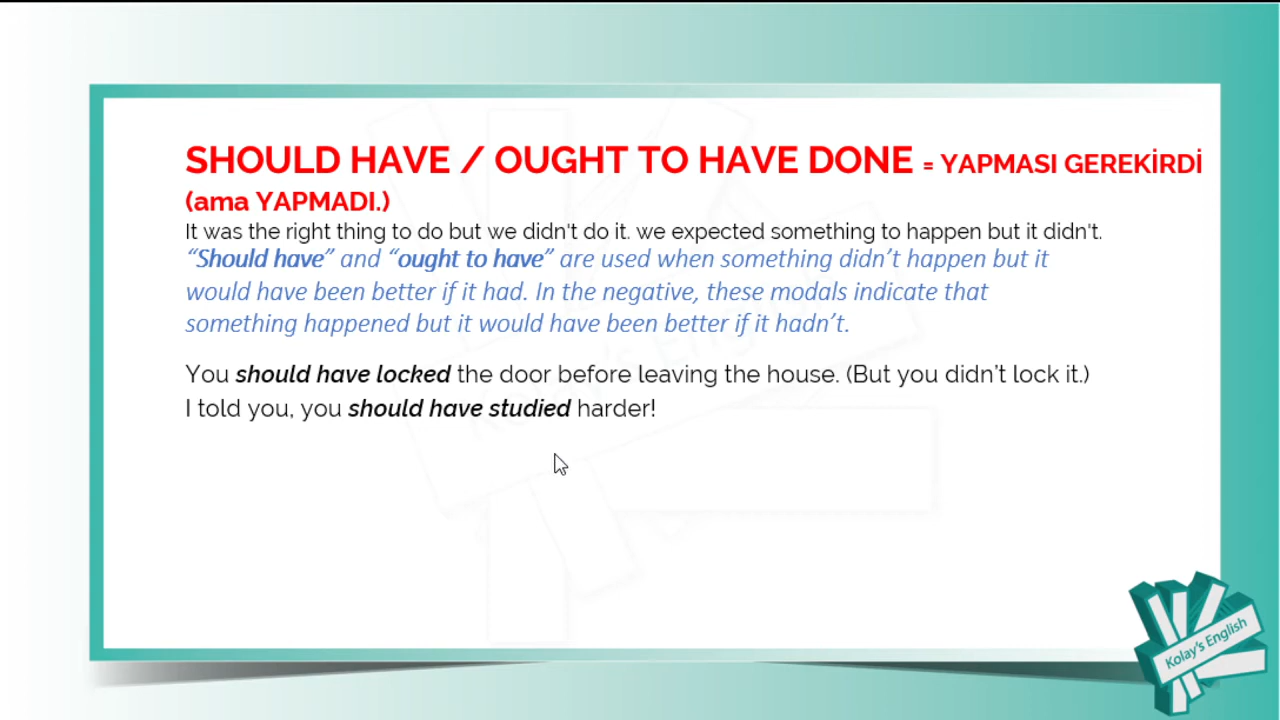 SHOULD HAVE / OUGHT TO HAVE DONE = YAPMASI GEREKİRDİ
(ama YAPMADI.)
It was the right thing to do but we didn't do it. we expected something to happen but it didn't.
“Should have” and “ought to have” are used when something didn’t happen but it
would have been better if it had. In the negative, these modals indicate that
something happened but it would have been better if it hadn’t.
You should have locked the door before leaving the house. (But you didn’t lock it.)
I told you, you should have studied harder!
Kolay's English